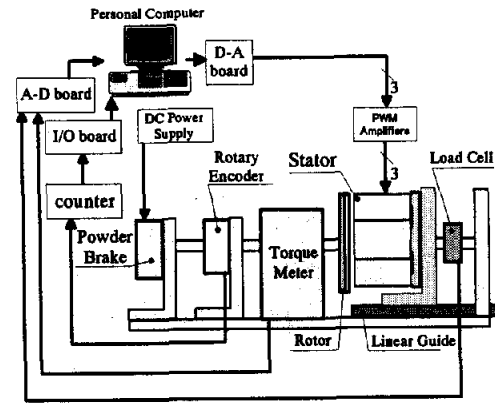 Personal Computer
D-A
board
A-D board
I/O board
DC Power
Supply
3
PWM
Amplifiers
counter
Rotary
Encoder
Stator
3
Load Cell
Powder
Brake
Torque
Meter
Rotor
Linear Guide